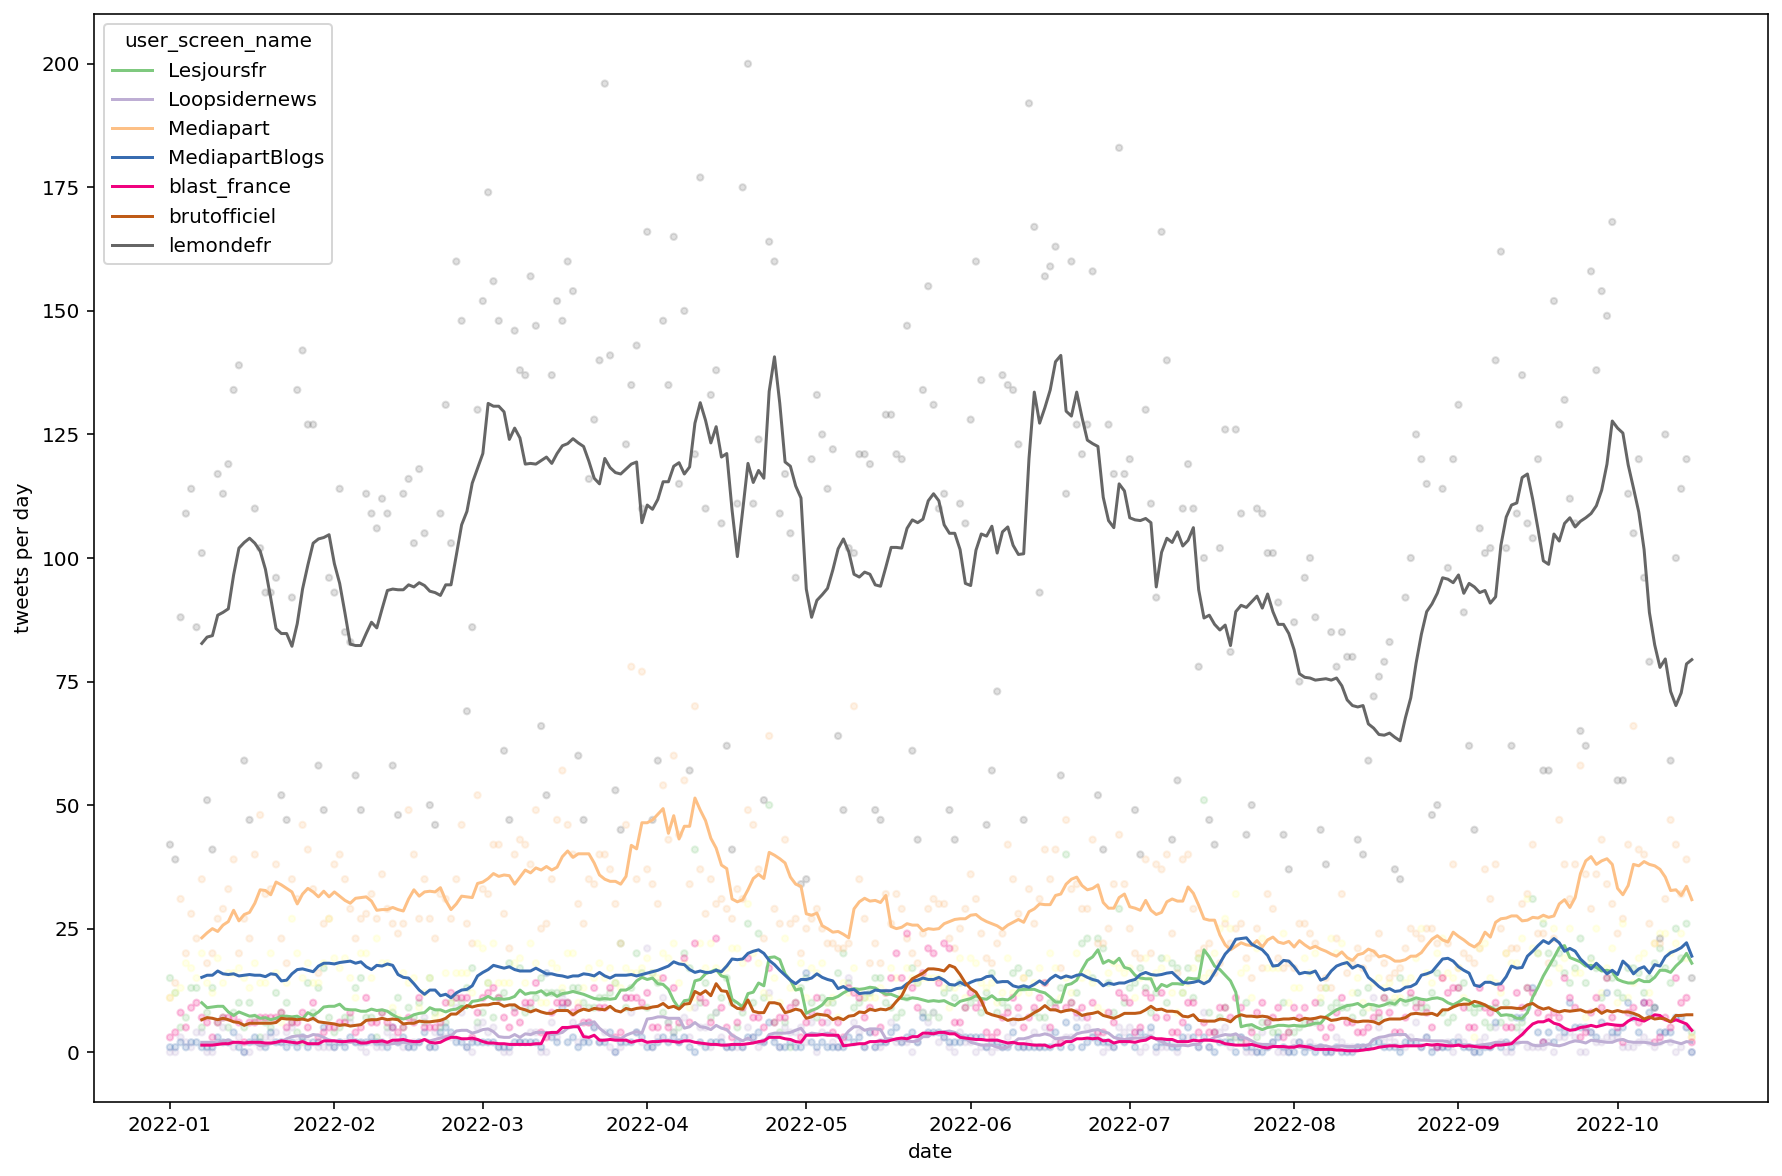 user_screen_name
Lesjoursfr
Loopsidernews
Mediapart
MediapartBlogs
blast_france
brutofficiel
lemondefr
200
175
150
125
100
75
50
25
0
tweets per day
2022-01 2022-02 2022-03 2022-04 2022-05 2022-06 2022-07 2022-08 2022-09 2022-10
date